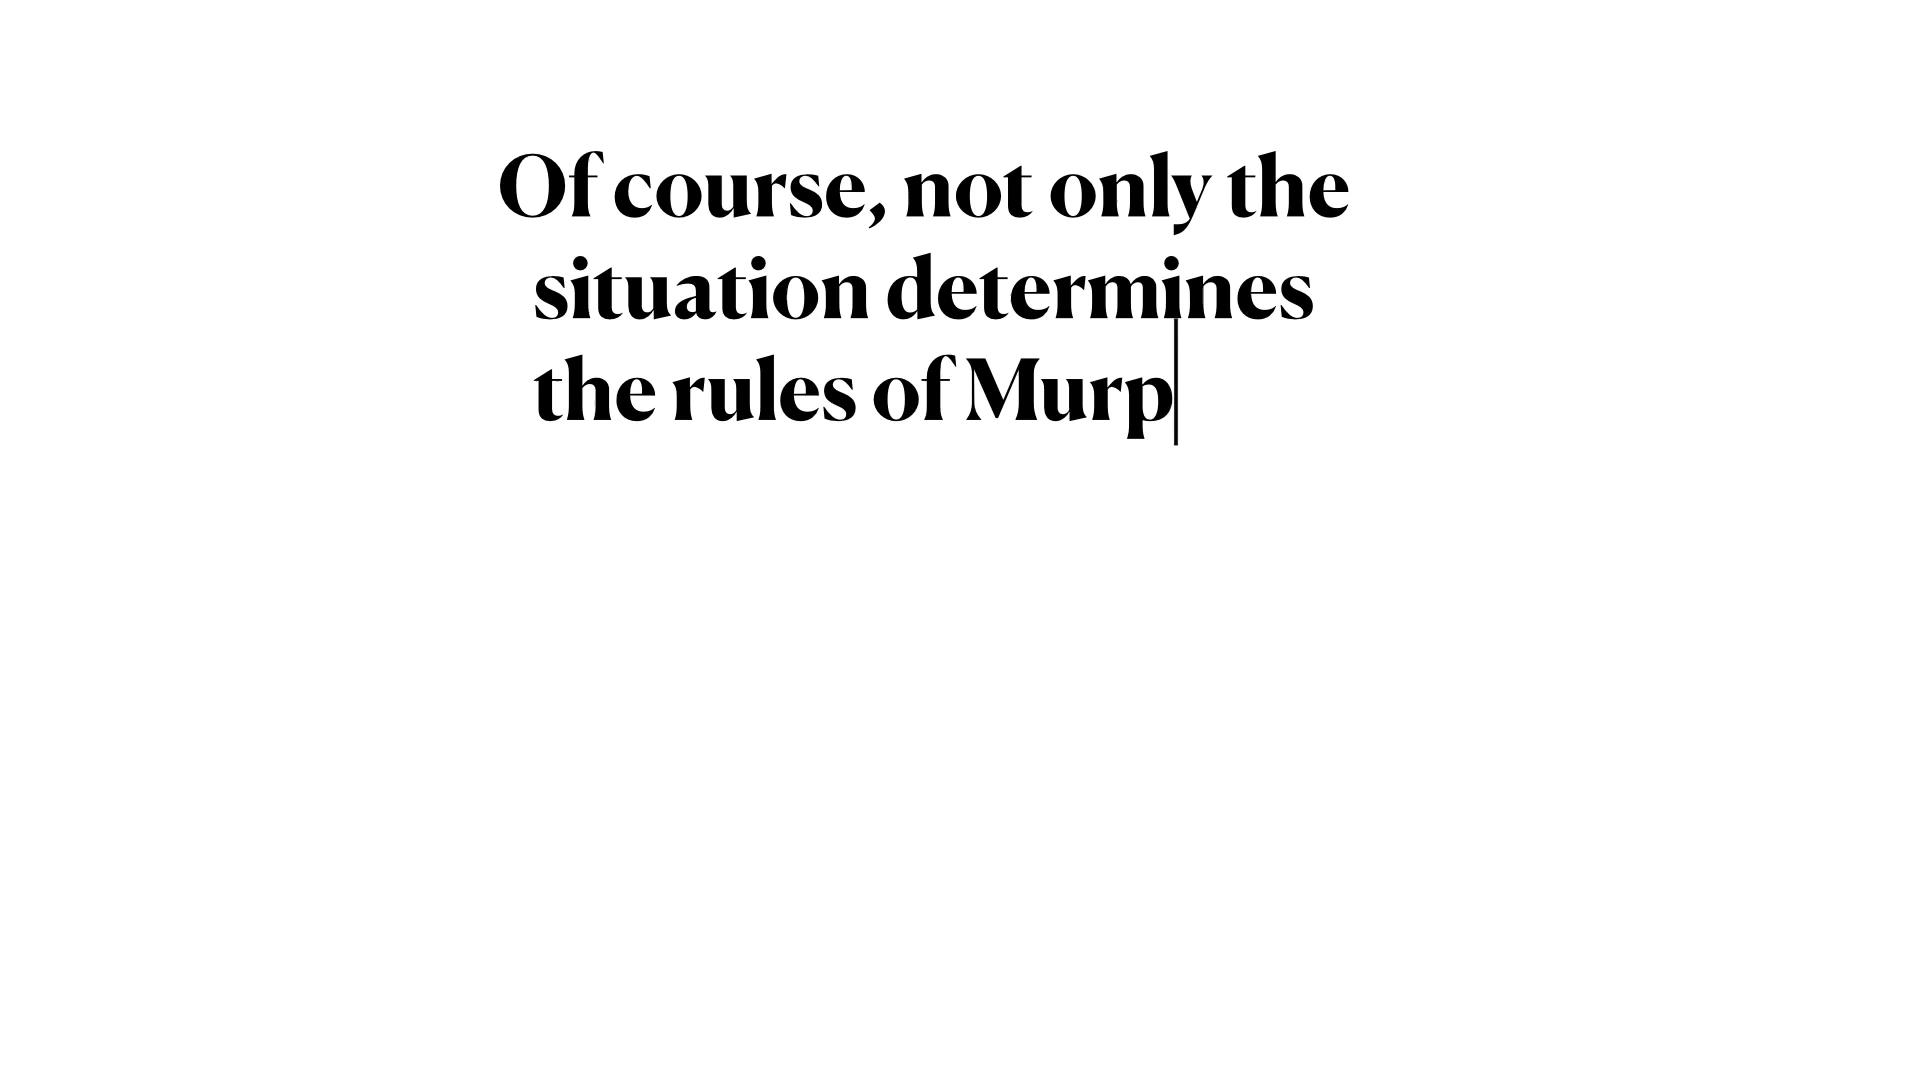 Of course, not only the
situation determines
the rules of Murp